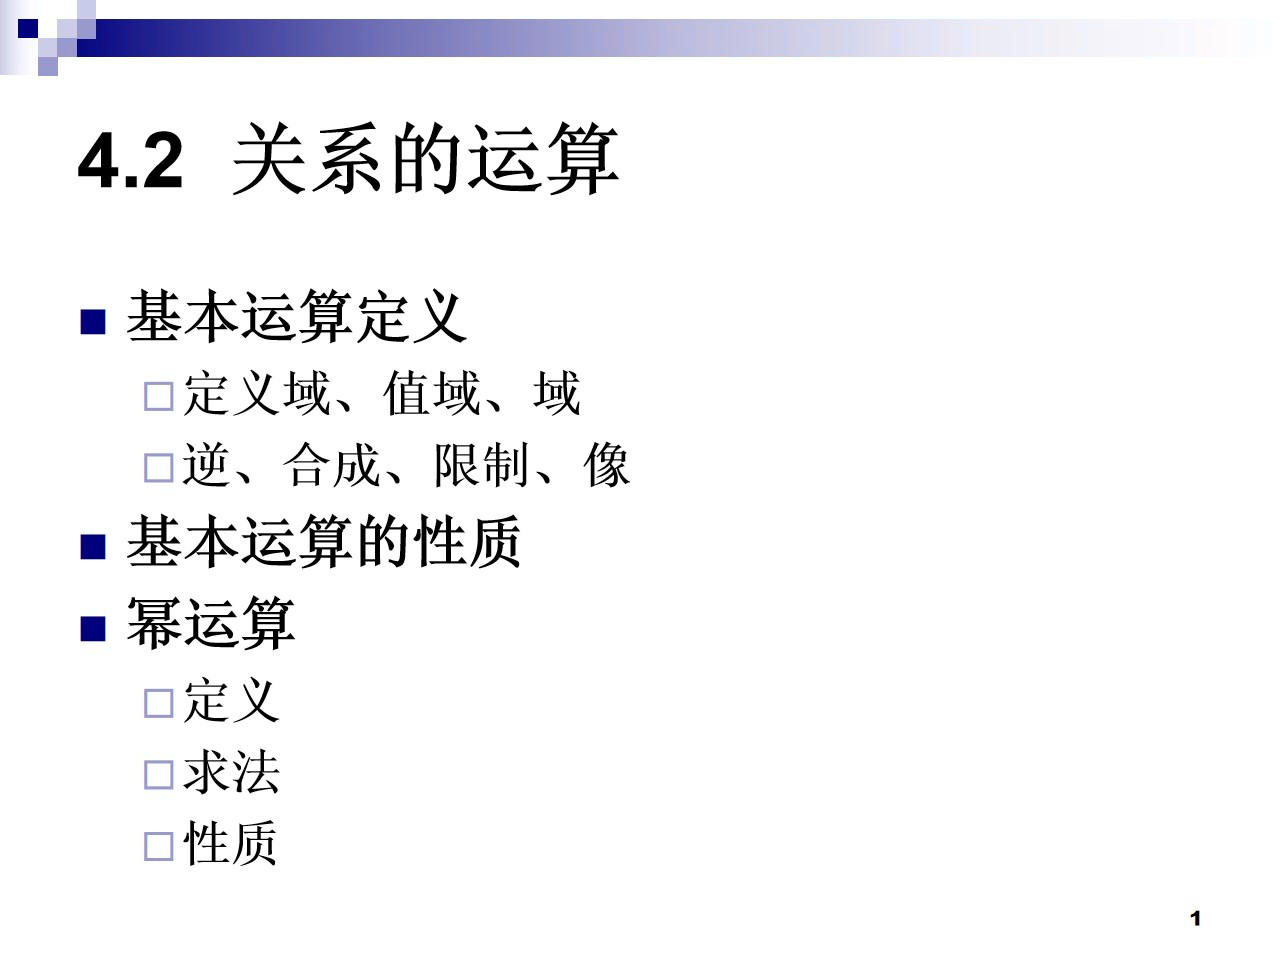 4.2 关系的运算
基本运算定义
定义域、值域、域
逆、合成、限制、像
基本运算的性质
幂运算
定义
求法
性质
1